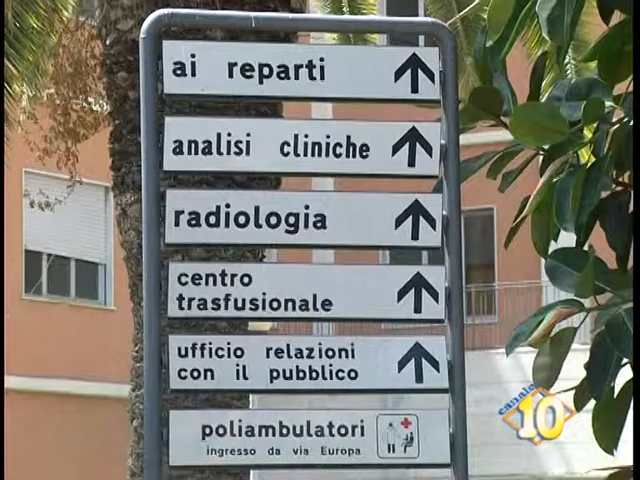 ai reparti
analisi cliniche
radiologia
centro
trasfusionale
ufficio relazioni
con il pubblico
poliambulatori
ingresso da via Europa
canale
10